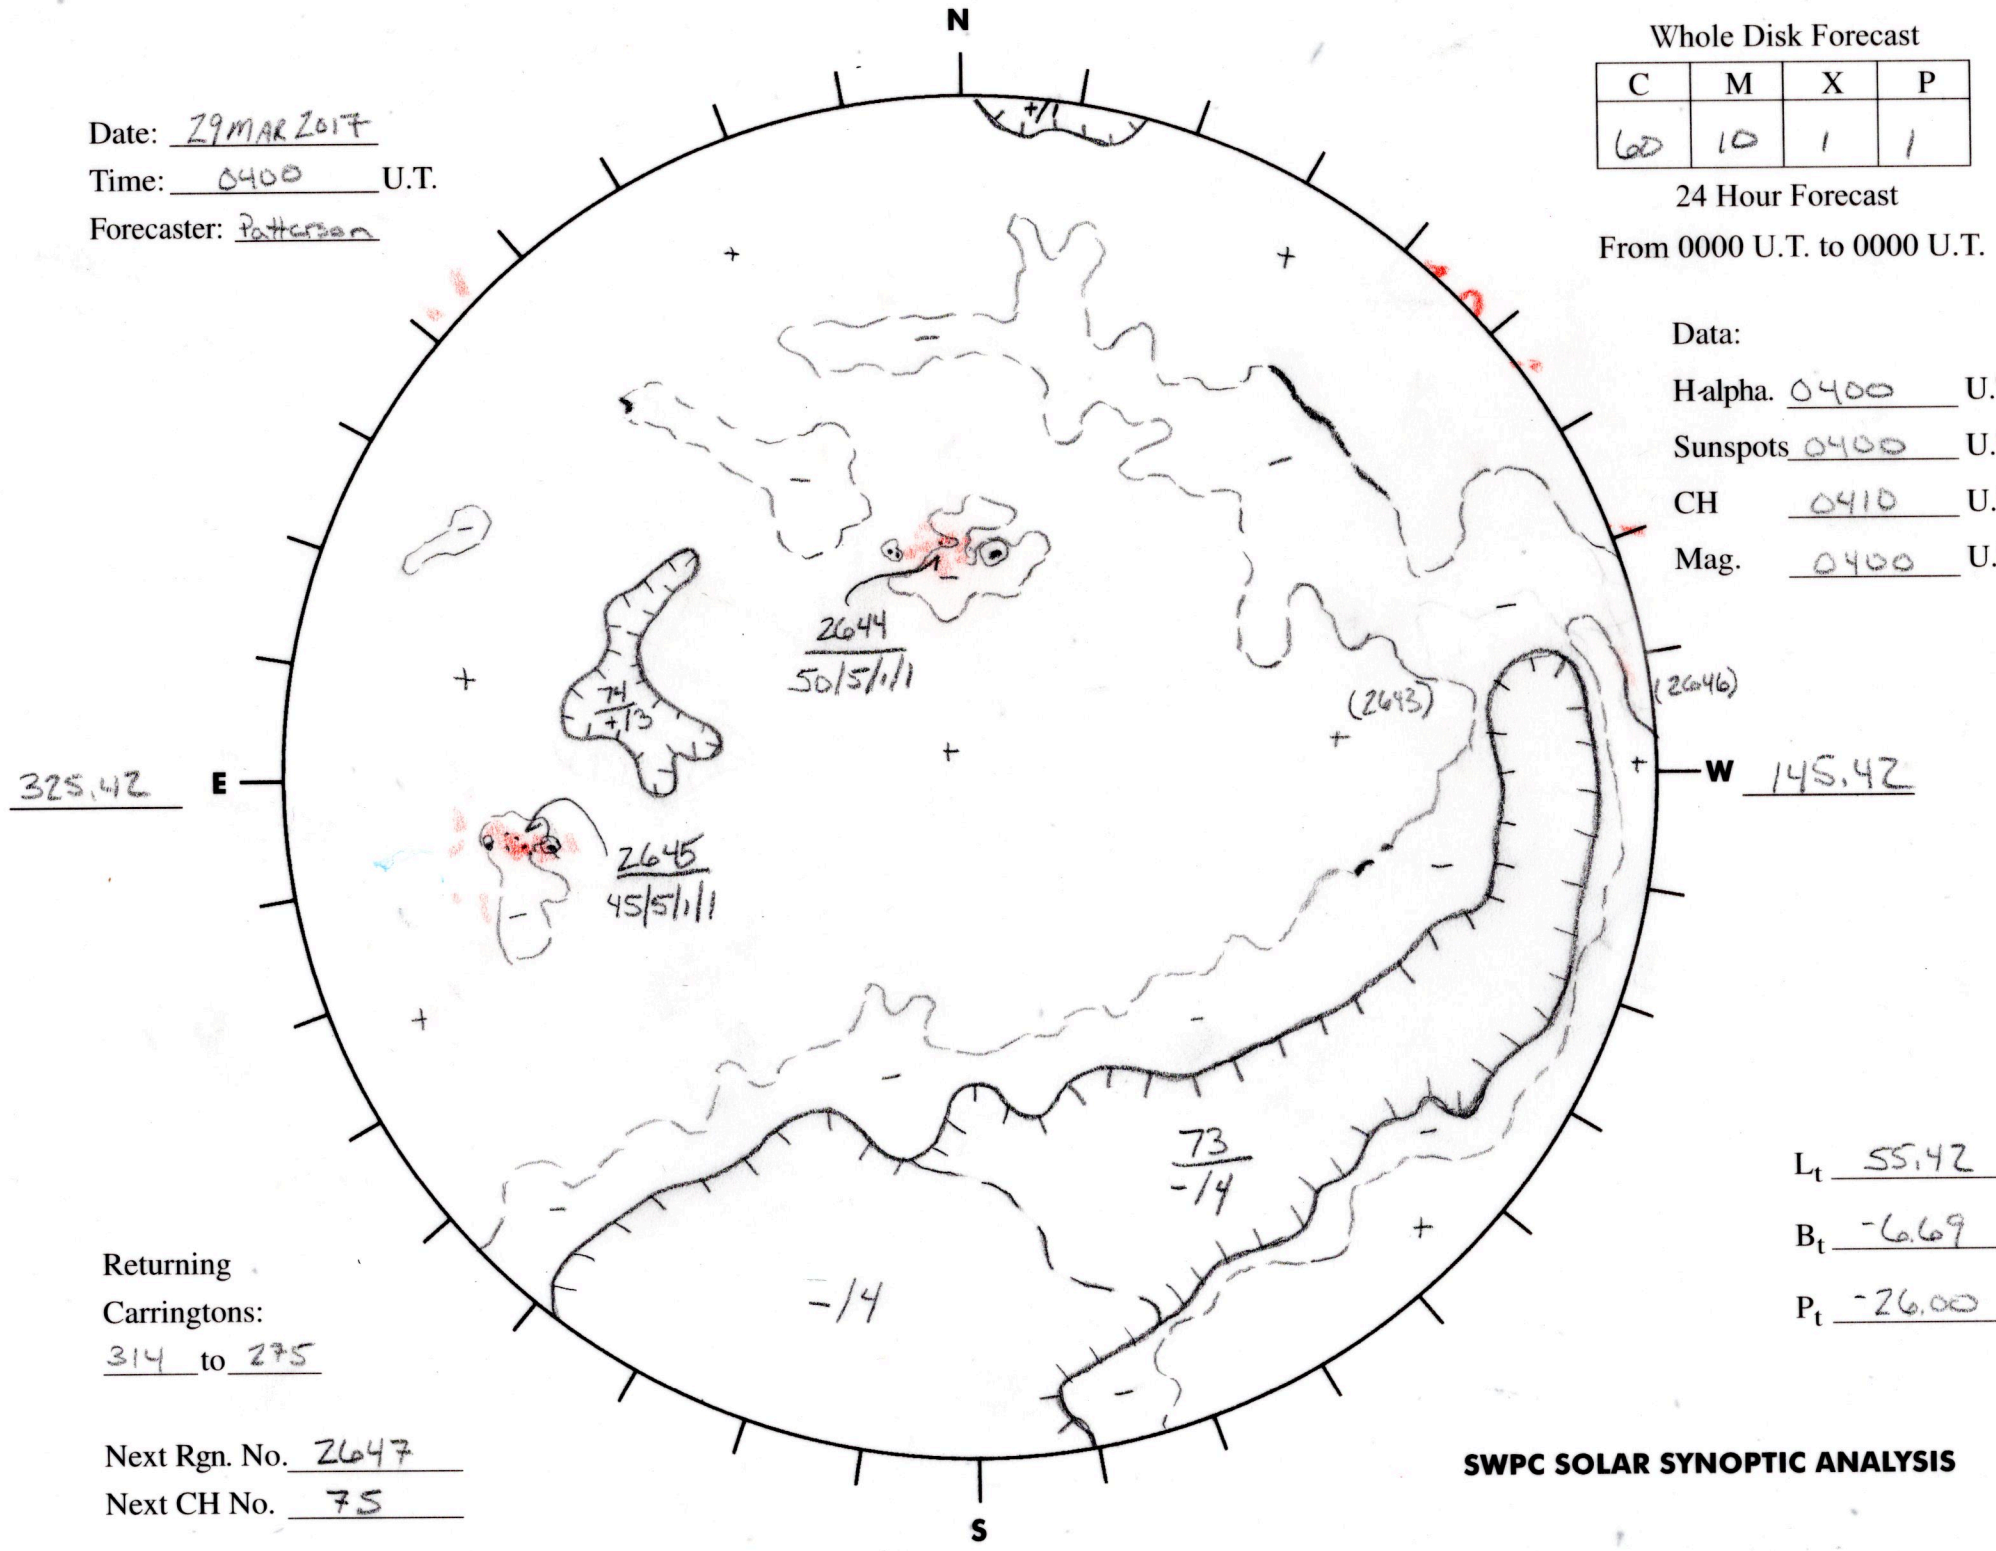 N
Whole Disk Forecast
C M X P
60 10 1 1
24 Hour Forecast
From 0000 U.T. to 0000 U.T.
Date: 29MAR2017
Time: 0400 U.T.
Forecaster: Patterson
+/1
Data:
H-alpha. 0400 U.
Sunspots 0400 U.
CH 0410 U.
Mag. 0400 U.
2644
50/5/1/1
74
+/3
(2643)
(2646)
325.42 E
W 145.42
2645
45/5/1/1
73
-/4
-/4
Lt 55.42
Bt -6.69
Pt -26.00
Returning
Carringtons:
314 to 275
Next Rgn. No. 2647
Next CH No. 75
SWPC SOLAR SYNOPTIC ANALYSIS
S